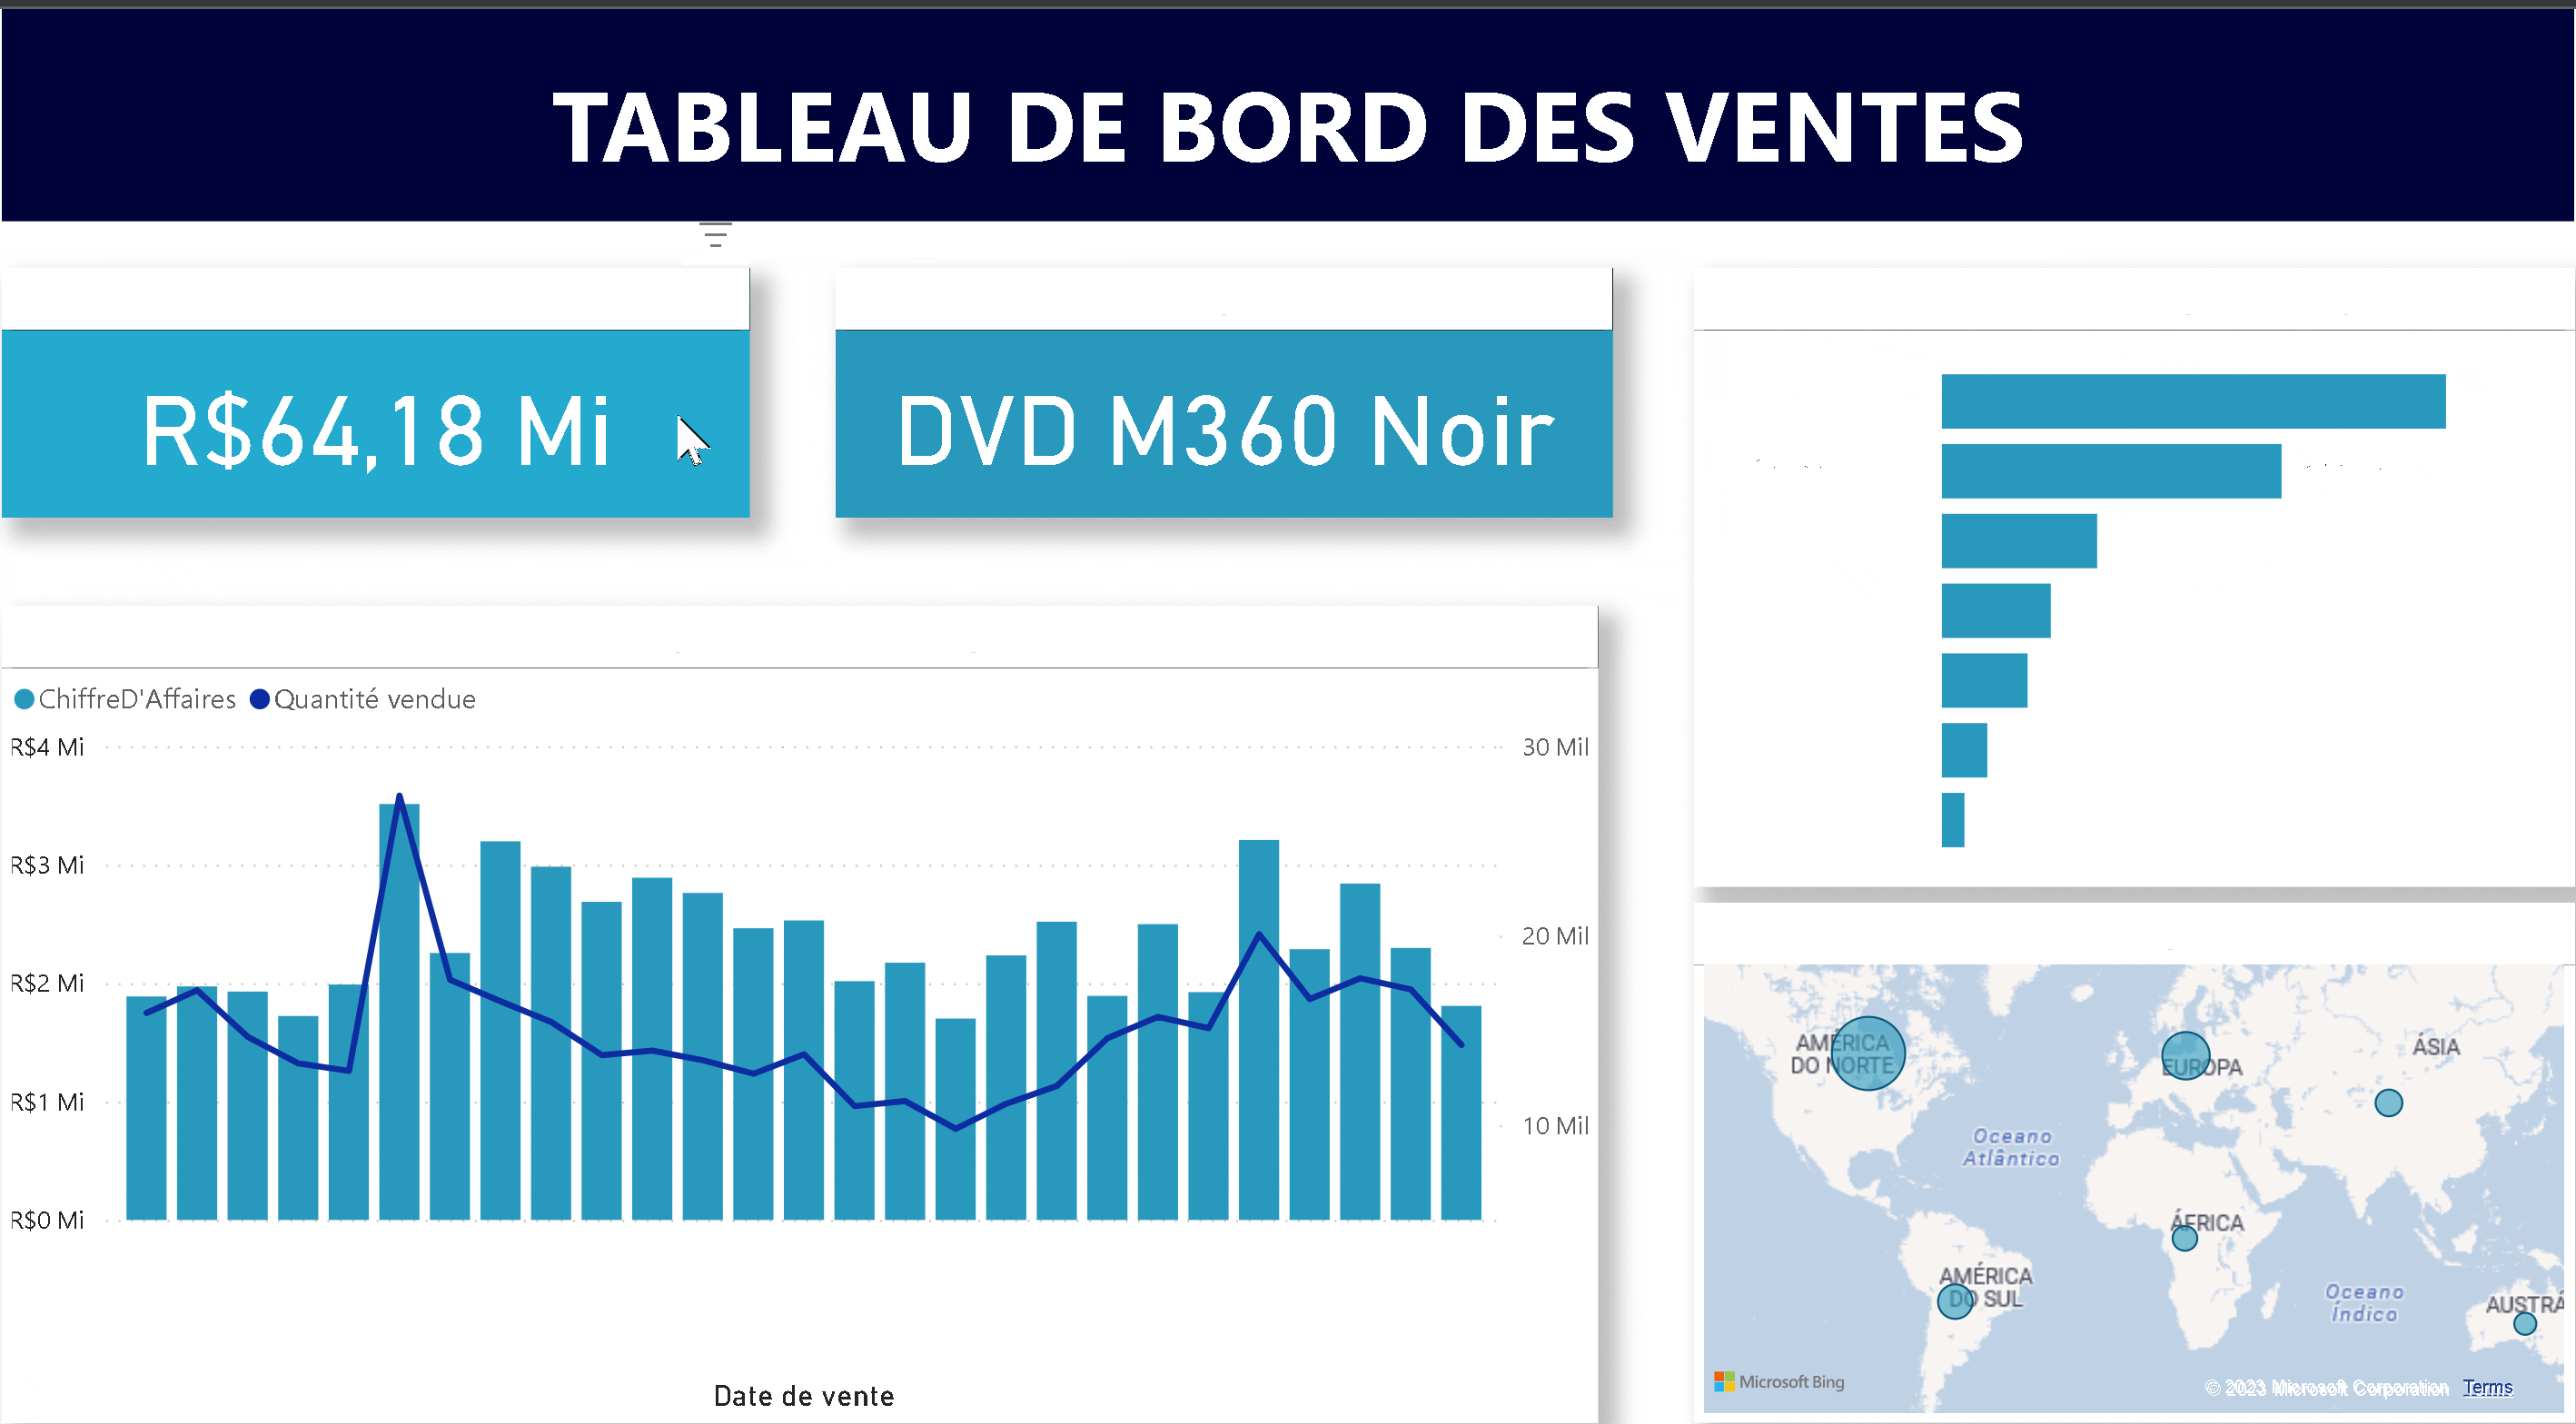 TABLEAU DE BORD DES VENTES
R$64,18 Mi
DVD M360 Noir
ChiffreD'Affaires
Quantité vendue
R$4 Mi
30 Mil
R$3 Mi
20 Mil
R$2 Mi
R$1 Mi
10 Mil
R$0 Mi
Date de vente
AMÉRICA
DO NORTE
EUROPA
ÁSIA
Oceano
Atlântico
ÁFRICA
AMÉRICA
DO SUL
Oceano
Índico
AUSTRÁ
Microsoft Bing
© 2023 Microsoft Corporation Terms